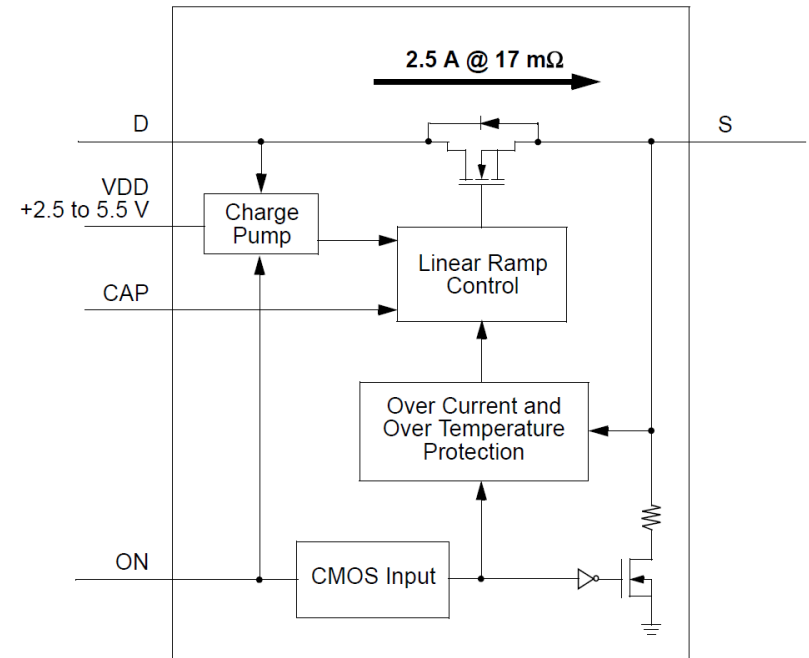 2.5 A @ 17 mΩ
D
S
VDD
+2.5 to 5.5 V
Charge
Pump
Linear Ramp
Control
CAP
Over Current and
Over Temperature
Protection
ON
CMOS Input